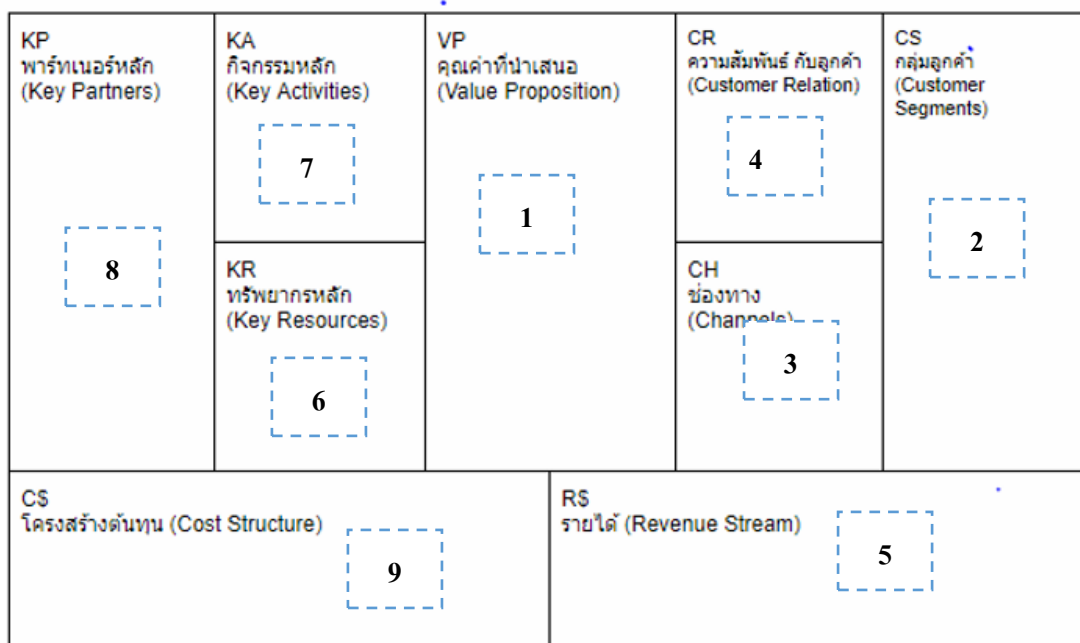 KP
พาร์ทเนอร์หลัก
(Key Partners)
8
KA
กิจกรรมหลัก
(Key Activities)
7
KR
ทรัพยากรหลัก
(Key Resources)
6
VP
คุณค่าที่นำเสนอ
(Value Proposition)
1
CR
ความสัมพันธ์ กับลูกค้า
(Customer Relation)
4
CH
ช่องทาง
(Channels)
3
CS
กลุ่มลูกค้า
(Customer
Segments)
2
C$
โครงสร้างต้นทุน (Cost Structure)
9
R$
รายได้ (Revenue Stream)
5